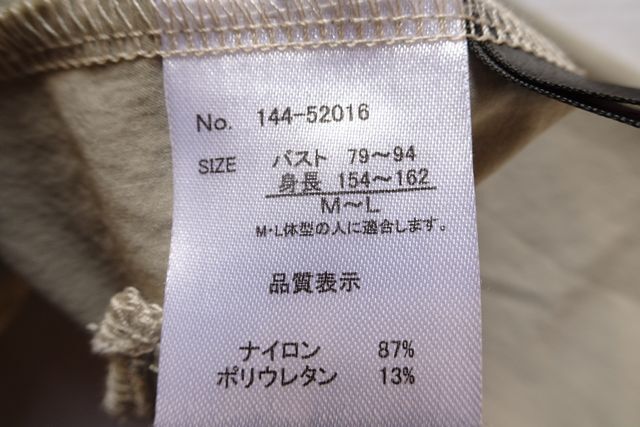 No. 144-52016
SIZE バスト 79～94
身長 154～162
M～L
M・L体型の人に適合します。
品質表示
ナイロン 87%
ポリウレタン 13%